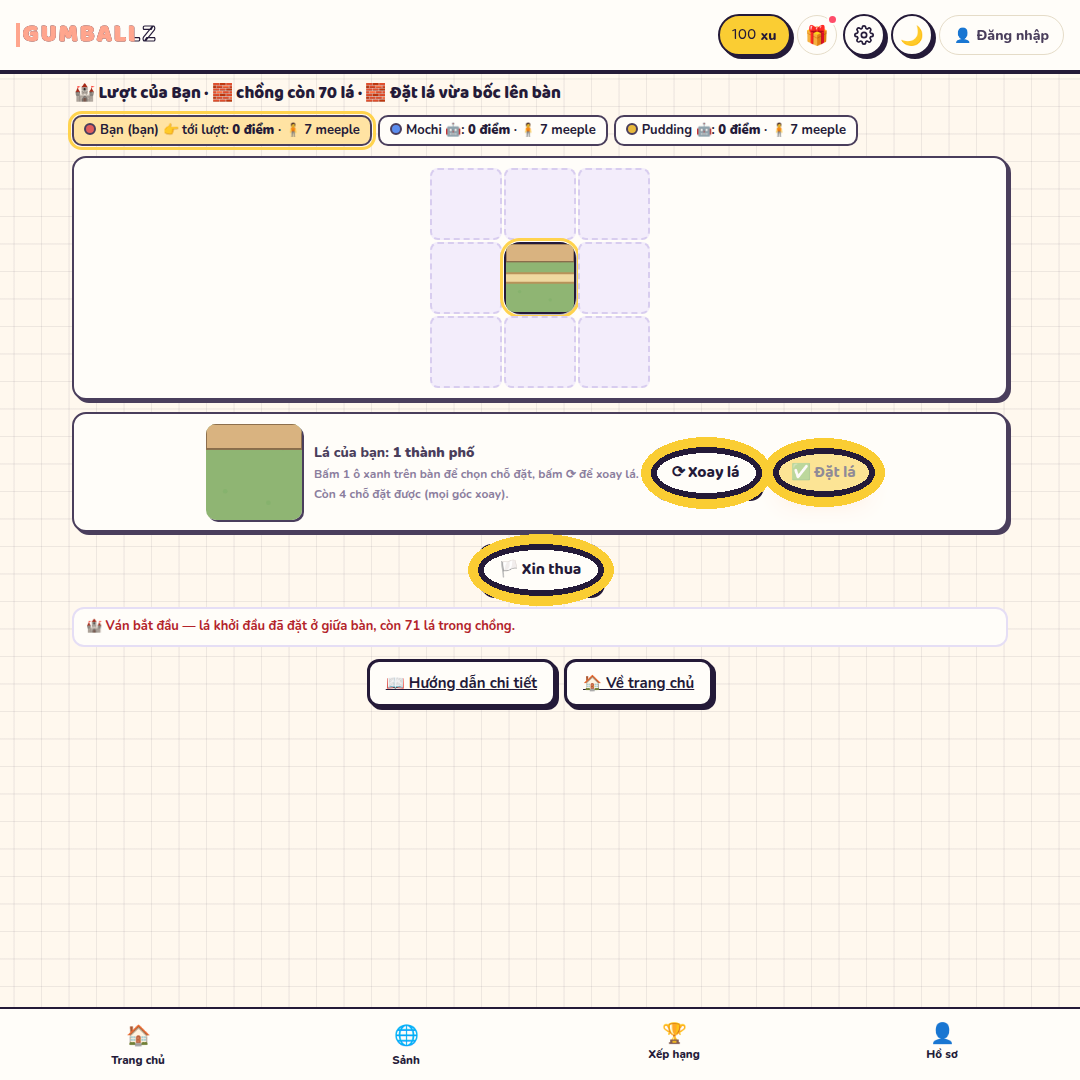 GUMBALLZ
100 xu
Đăng nhập
Lượt của Bạn · chồng còn 70 lá · Đặt lá vừa bốc lên bàn
Bạn (bạn) 👉 tới lượt: 0 điểm · 🧍 7 meeple
Mochi 🤖: 0 điểm · 🧍 7 meeple
Pudding 🤖: 0 điểm · 🧍 7 meeple
Lá của bạn: 1 thành phố
Bấm 1 ô xanh trên bàn để chọn chỗ đặt, bấm ⟳ để xoay lá.
Còn 4 chỗ đặt được (mọi góc xoay).
⟳ Xoay lá
✅ Đặt lá
Xin thua
Ván bắt đầu — lá khởi đầu đã đặt ở giữa bàn, còn 71 lá trong chồng.
Hướng dẫn chi tiết
Về trang chủ
Trang chủ
Sảnh
Xếp hạng
Hồ sơ